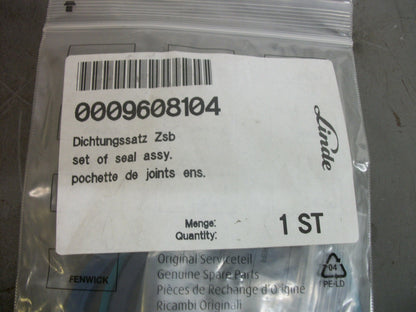 0009608104
Linde
Dichtungssatz Zsb
set of seal assy.
pochette de joints ens.
Menge:
Quantity:
1 ST
Original Serviceteil
Genuine Spare Parts
Pièces de Rechange d'Origine
Ricambi Originali
FENWICK
04
PE-LD